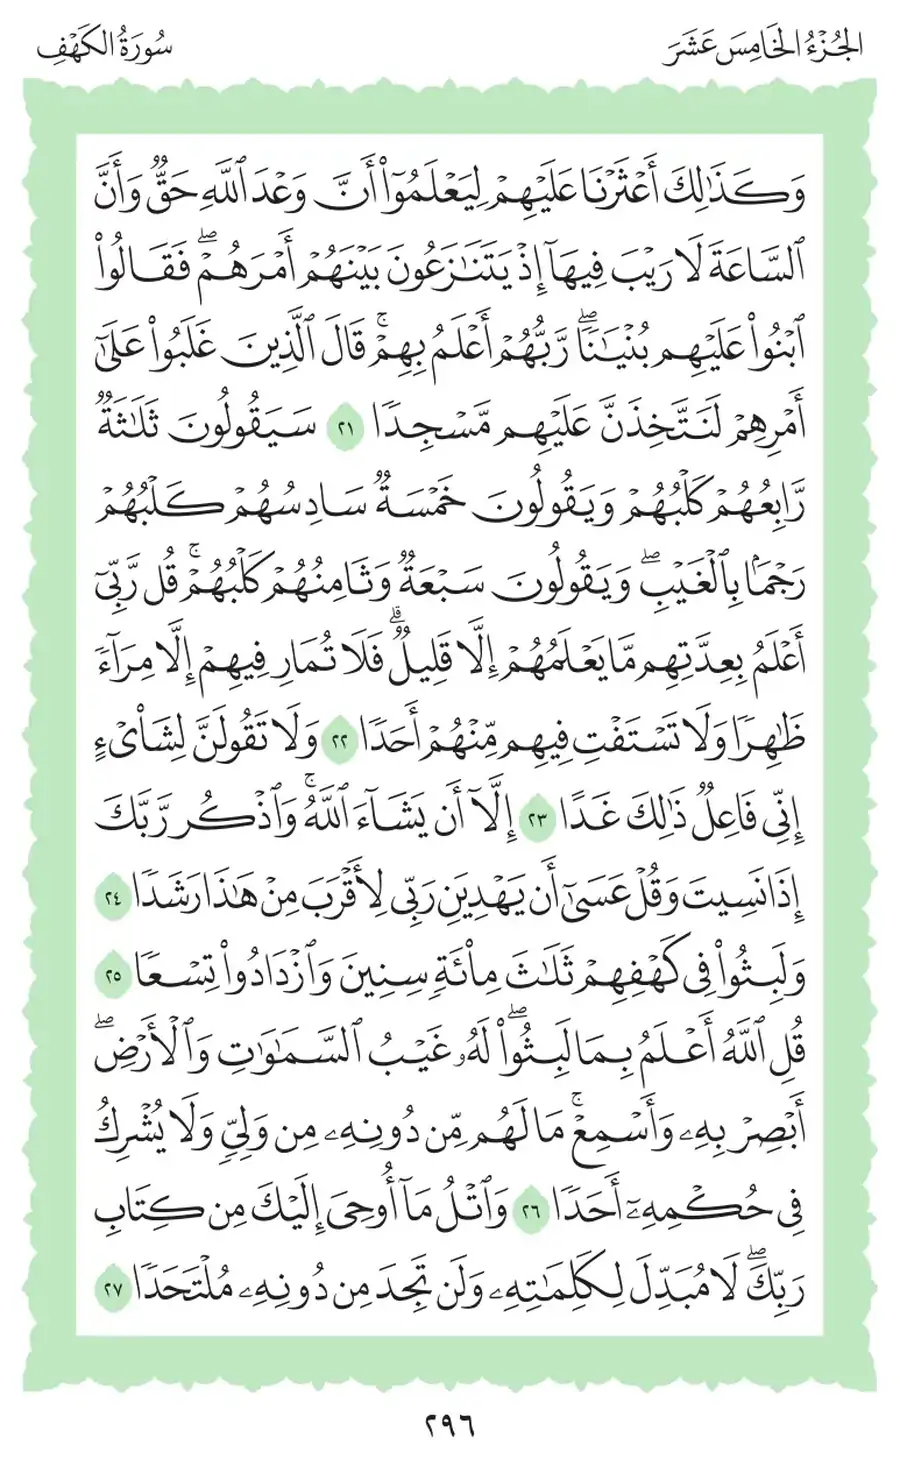 الجُزْءُ الخَامِسَ عَشَرَ
سُورَةُ الكَهْفِ
وَكَذَٰلِكَ أَعْثَرْنَا عَلَيْهِمْ لِيَعْلَمُوٓا۟ أَنَّ وَعْدَ ٱللَّهِ حَقٌّ وَأَنَّ
ٱلسَّاعَةَ لَا رَيْبَ فِيهَآ إِذْ يَتَنَـٰزَعُونَ بَيْنَهُمْ أَمْرَهُمْ ۖ فَقَالُوا۟
ٱبْنُوا۟ عَلَيْهِم بُنْيَـٰنًا ۖ رَّبُّهُمْ أَعْلَمُ بِهِمْ ۚ قَالَ ٱلَّذِينَ غَلَبُوا۟ عَلَىٰٓ
أَمْرِهِمْ لَنَتَّخِذَنَّ عَلَيْهِم مَّسْجِدًا ٢١ سَيَقُولُونَ ثَلَـٰثَةٌ
رَّابِعُهُمْ كَلْبُهُمْ وَيَقُولُونَ خَمْسَةٌ سَادِسُهُمْ كَلْبُهُمْ
رَجْمًۢا بِٱلْغَيْبِ ۖ وَيَقُولُونَ سَبْعَةٌ وَثَامِنُهُمْ كَلْبُهُمْ ۚ قُل رَّبِّىٓ
أَعْلَمُ بِعِدَّتِهِم مَّا يَعْلَمُهُمْ إِلَّا قَلِيلٌ ۗ فَلَا تُمَارِ فِيهِمْ إِلَّا مِرَآءً
ظَـٰهِرًا وَلَا تَسْتَفْتِ فِيهِم مِّنْهُمْ أَحَدًا ٢٢ وَلَا تَقُولَنَّ لِشَا۟ىْءٍ
إِنِّى فَاعِلٌ ذَٰلِكَ غَدًا ٢٣ إِلَّآ أَن يَشَآءَ ٱللَّهُ ۚ وَٱذْكُر رَّبَّكَ
إِذَا نَسِيتَ وَقُلْ عَسَىٰٓ أَن يَهْدِيَنِ رَبِّى لِأَقْرَبَ مِنْ هَـٰذَا رَشَدًا ٢٤
وَلَبِثُوا۟ فِى كَهْفِهِمْ ثَلَـٰثَ مِا۟ئَةٍ سِنِينَ وَٱزْدَادُوا۟ تِسْعًا ٢٥
قُلِ ٱللَّهُ أَعْلَمُ بِمَا لَبِثُوا۟ ۖ لَهُۥ غَيْبُ ٱلسَّمَـٰوَٰتِ وَٱلْأَرْضِ ۖ
أَبْصِرْ بِهِۦ وَأَسْمِعْ ۚ مَا لَهُم مِّن دُونِهِۦ مِن وَلِىٍّ وَلَا يُشْرِكُ
فِى حُكْمِهِۦٓ أَحَدًا ٢٦ وَٱتْلُ مَآ أُوحِىَ إِلَيْكَ مِن كِتَابِ
رَبِّكَ ۖ لَا مُبَدِّلَ لِكَلِمَـٰتِهِۦ وَلَن تَجِدَ مِن دُونِهِۦ مُلْتَحَدًا ٢٧
٢٩٦